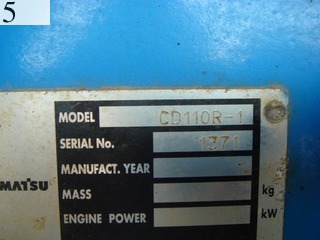 5
MODEL CD110R-1
SERIAL No. 1371
MANUFACT. YEAR
MATSU
MASS kg
ENGINE POWER kW